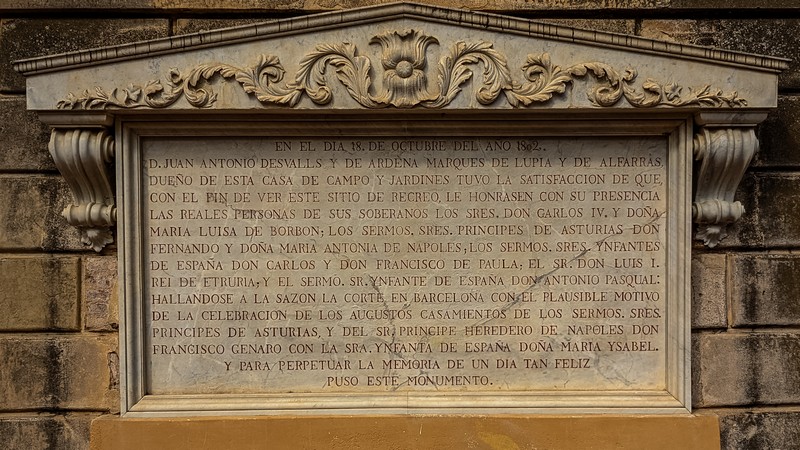 EN EL DIA 18. DE OCTUBRE DEL AÑO 1802..
D. JUAN ANTONIO DESVALLS Y DE ARDENA MARQUES DE LUPIA Y DE ALFARRÁS,
DUEÑO DE ESTA CASA DE CAMPO Y JARDINES TUVO LA SATISFACCION DE QUE,
CON EL FIN DE VER ESTE SITIO DE RECREO, LE HONRASEN CON SU PRESENCIA
LAS REALES PERSONAS DE SUS SOBERANOS LOS SRES. DON CARLOS IV. Y DOÑA
MARIA LUISA DE BORBON; LOS SERMOS. SRES. PRINCIPES DE ASTURIAS DON
FERNANDO Y DOÑA MARIA ANTONIA DE NAPOLES; LOS SERMOS. SRES. YNFANTES
DE ESPAÑA DON CARLOS Y DON FRANCISCO DE PAULA; EL SR. DON LUIS I.
REI DE ETRURIA; Y EL SERMO. SR. YNFANTE DE ESPAÑA DON ANTONIO PASQUAL:
HALLANDOSE A LA SAZON LA CORTE EN BARCELOÑA CON EL PLAUSIBLE MOTIVO
DE LA CELEBRACION DE LOS AUGUSTOS CASAMIENTOS DE LOS SERMOS. SRES.
PRINCIPES DE ASTURIAS, Y DEL SR. PRINCIPE HEREDERO DE NAPOLES DON
FRANCISCO GENARO CON LA SRA. YNFANTA DE ESPAÑA DOÑA MARIA YSABEL.
Y PARA PERPETUAR LA MEMORIA DE UN DIA TAN FELIZ
PUSO ESTE MONUMENTO.